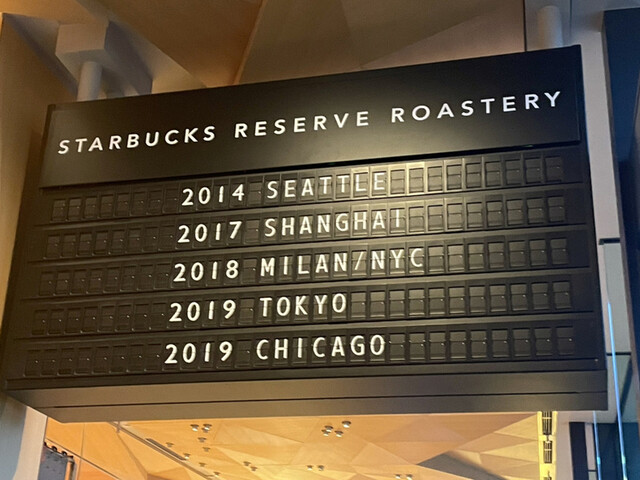 STARBUCKS RESERVE ROASTERY
2014 SEATTLE
2017 SHANGHAI
2018 MILAN/NYC
2019 TOKYO
2019 CHICAGO